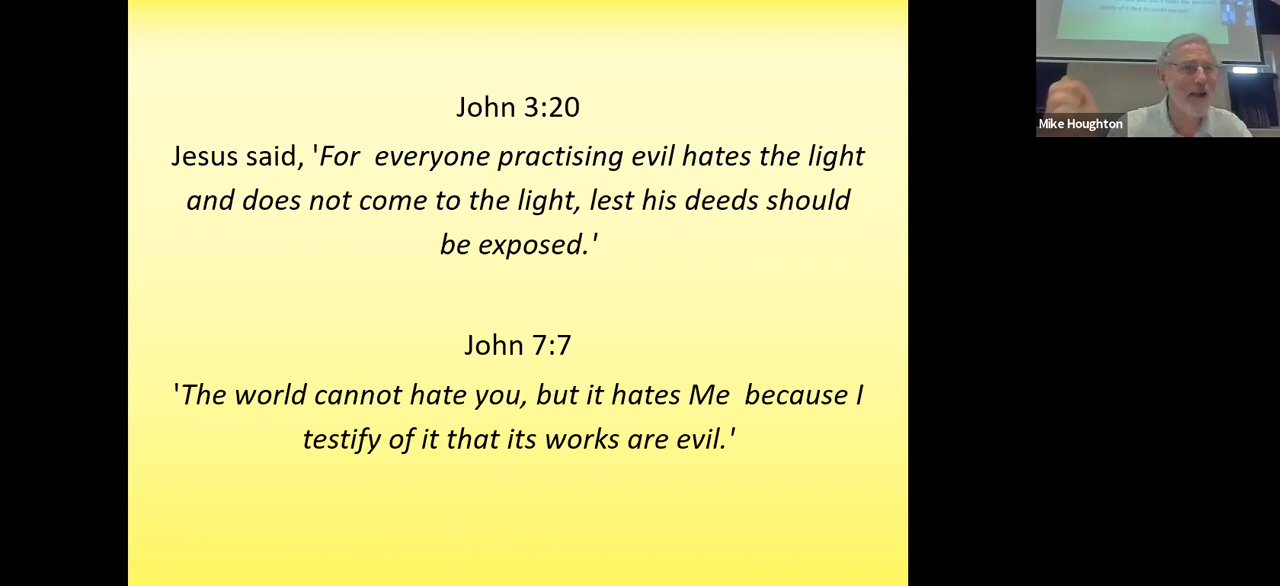 John 3:20
Jesus said, 'For  everyone practising evil hates the light
and does not come to the light, lest his deeds should
be exposed.'
John 7:7
'The world cannot hate you, but it hates Me  because I
testify of it that its works are evil.'
Mike Houghton